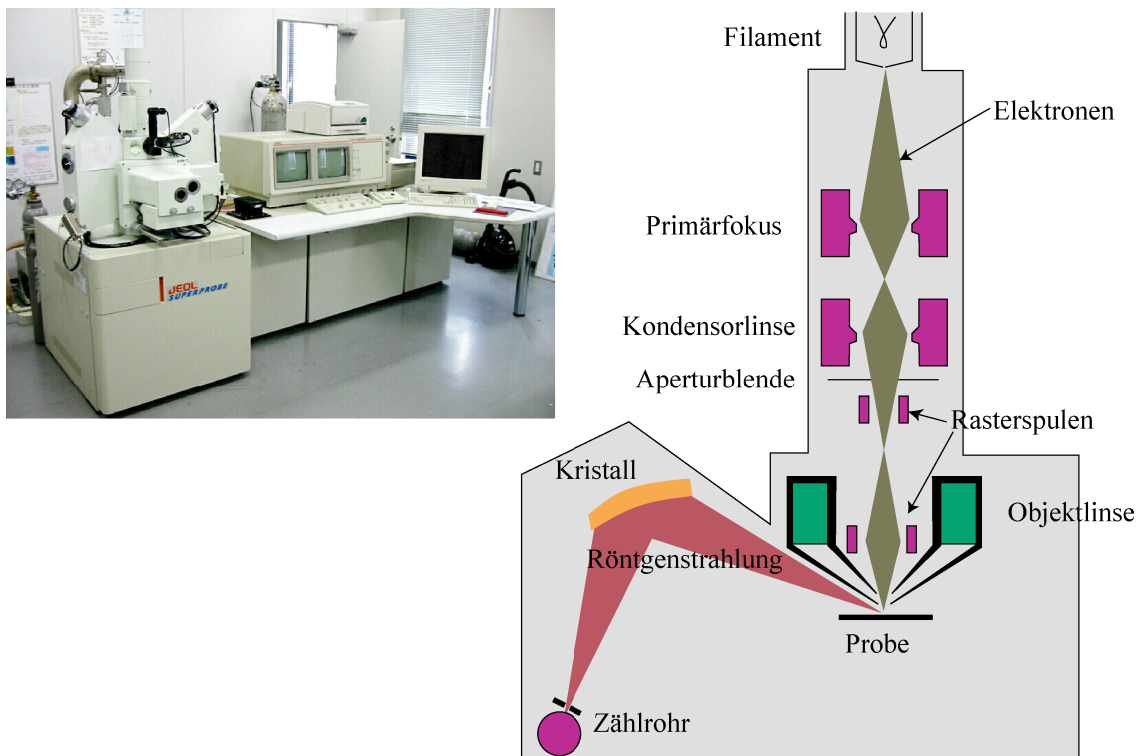 JEOL
SUPERPROBE
Filament
Elektronen
Primärfokus
Kondensorlinse
Aperturblende
Rasterspulen
Kristall
Objektlinse
Röntgenstrahlung
Probe
Zählrohr